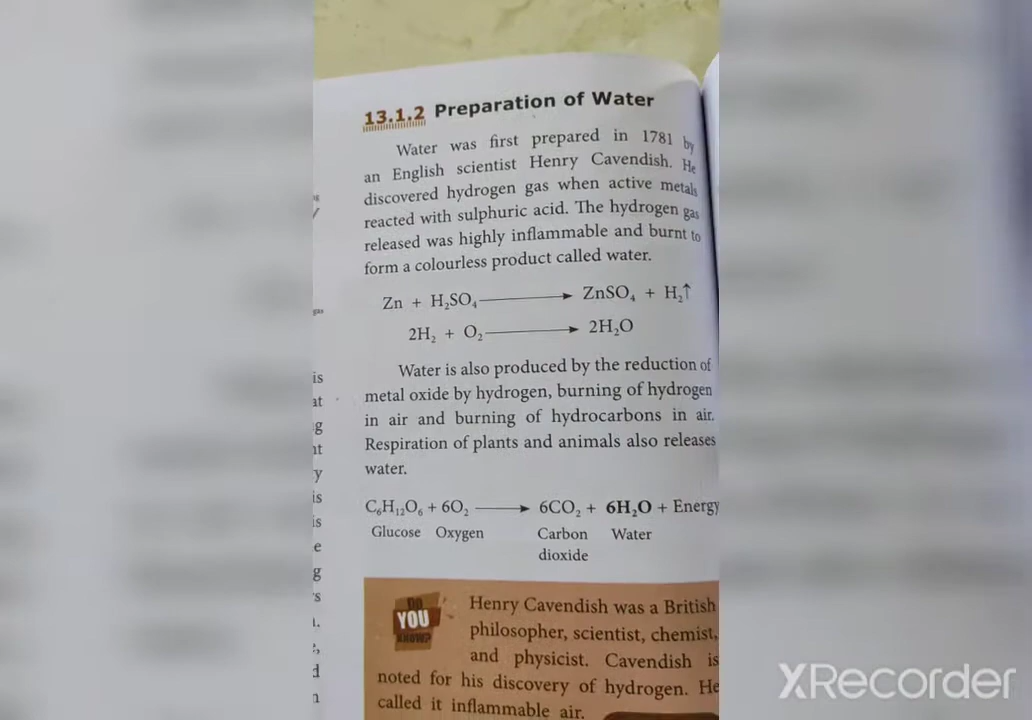 13.1.2 Preparation of Water
Water was first prepared in 1781 by
an English scientist Henry Cavendish. He
discovered hydrogen gas when active metals
reacted with sulphuric acid. The hydrogen gas
released was highly inflammable and burnt to
form a colourless product called water.
Zn + H₂SO₄ ⟶ ZnSO₄ + H₂↑
2H₂ + O₂ ⟶ 2H₂O
Water is also produced by the reduction of
metal oxide by hydrogen, burning of hydrogen
in air and burning of hydrocarbons in air.
Respiration of plants and animals also releases
water.
C₆H₁₂O₆ + 6O₂ ⟶ 6CO₂ + 6H₂O + Energy
Glucose Oxygen Carbon Water
dioxide
DO
YOU
KNOW?
Henry Cavendish was a British
philosopher, scientist, chemist,
and physicist. Cavendish is
noted for his discovery of hydrogen. He
called it inflammable air.
XRecorder